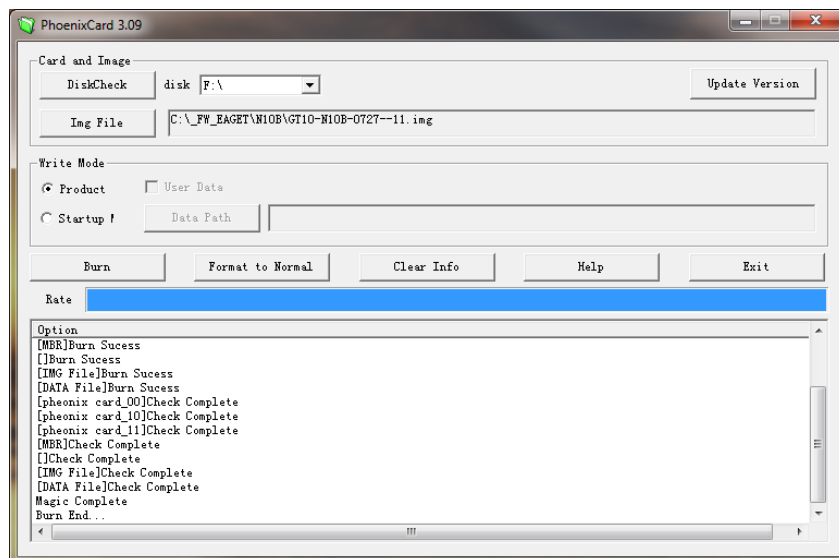 PhoenixCard 3.09
Card and Image
DiskCheck disk F:\ Update Version
Img File C:\_FW_EAGET\N10B\GT10-N10B-0727--11.img
Write Mode
Product User Data
Startup Data Path
Burn Format to Normal Clear Info Help Exit
Rate
Option
[MBR]Burn Sucess
[]Burn Sucess
[IMG File]Burn Sucess
[DATA File]Burn Sucess
[pheonix card_00]Check Complete
[pheonix card_10]Check Complete
[pheonix card_11]Check Complete
[MBR]Check Complete
[]Check Complete
[IMG File]Check Complete
[DATA File]Check Complete
Magic Complete
Burn End...